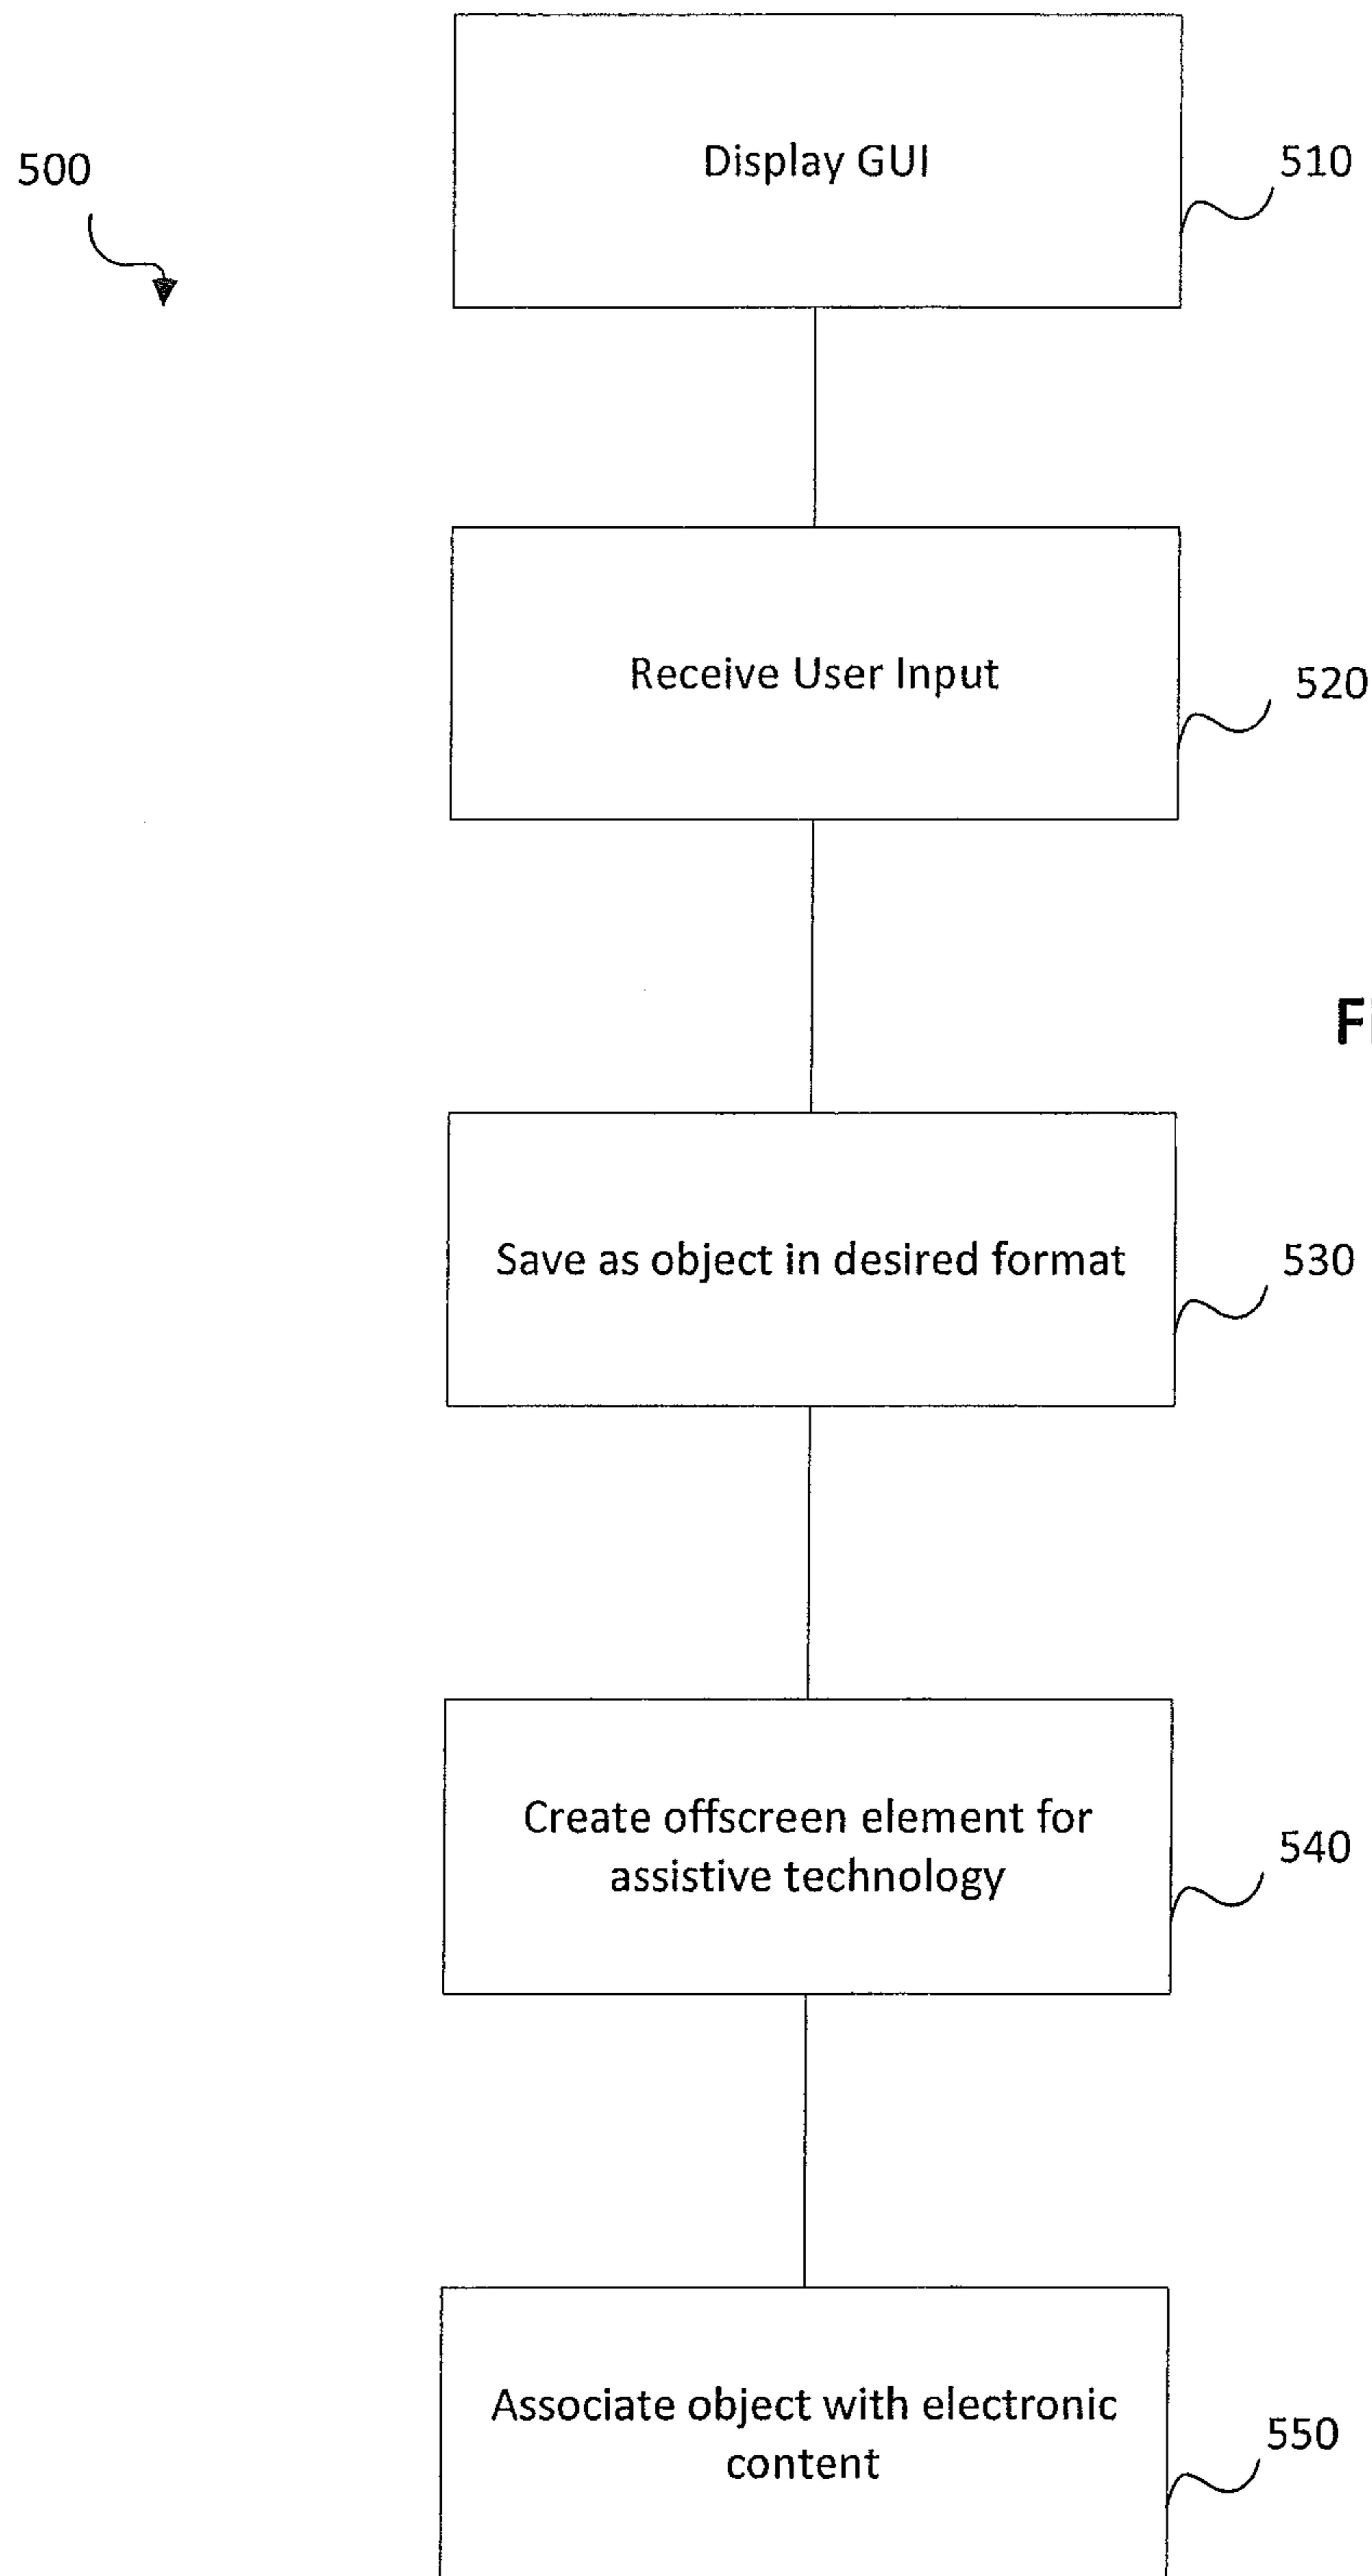 500
Display GUI
510
Receive User Input
520
Fi
Save as object in desired format
530
Create offscreen element for
assistive technology
540
Associate object with electronic
content
550